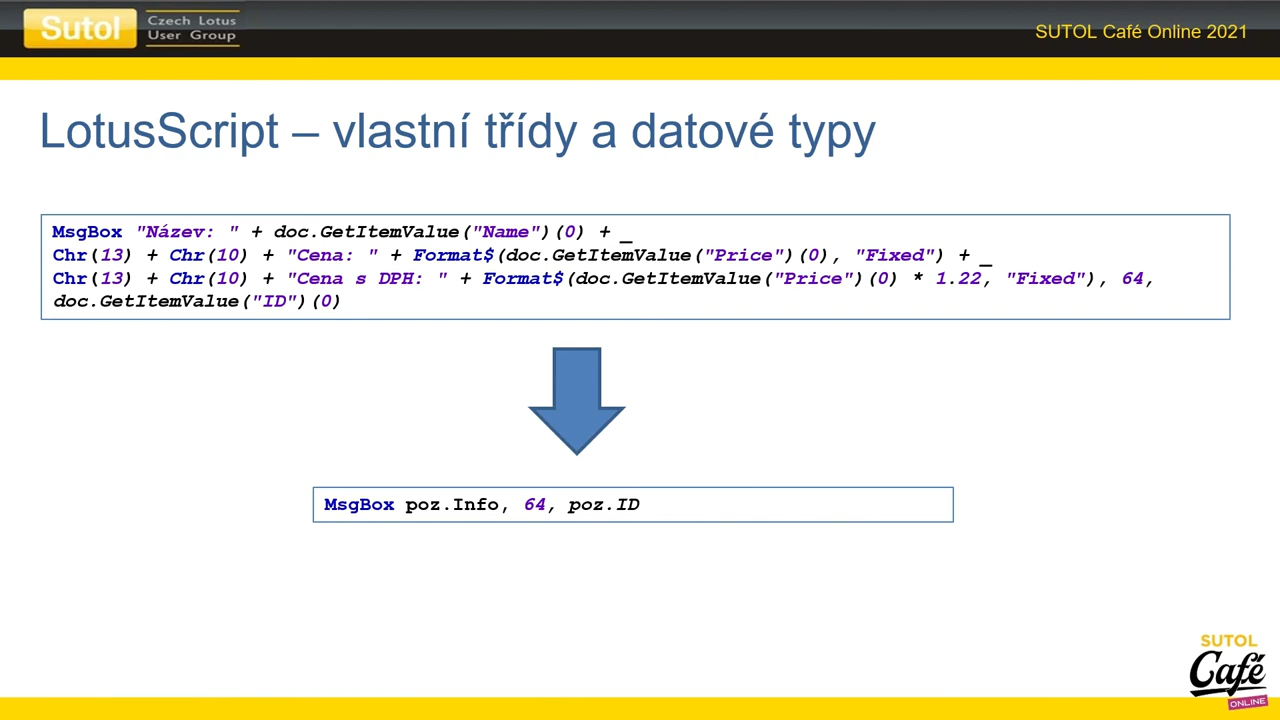 Sutol
Czech Lotus
User Group
SUTOL Café Online 2021
LotusScript – vlastní třídy a datové typy
MsgBox "Název: " + doc.GetItemValue("Name")(0) + _
Chr(13) + Chr(10) + "Cena: " + Format$(doc.GetItemValue("Price")(0), "Fixed") + _
Chr(13) + Chr(10) + "Cena s DPH: " + Format$(doc.GetItemValue("Price")(0) * 1.22, "Fixed"), 64,
doc.GetItemValue("ID")(0)
MsgBox poz.Info, 64, poz.ID
SUTOL
Café
ONLINE